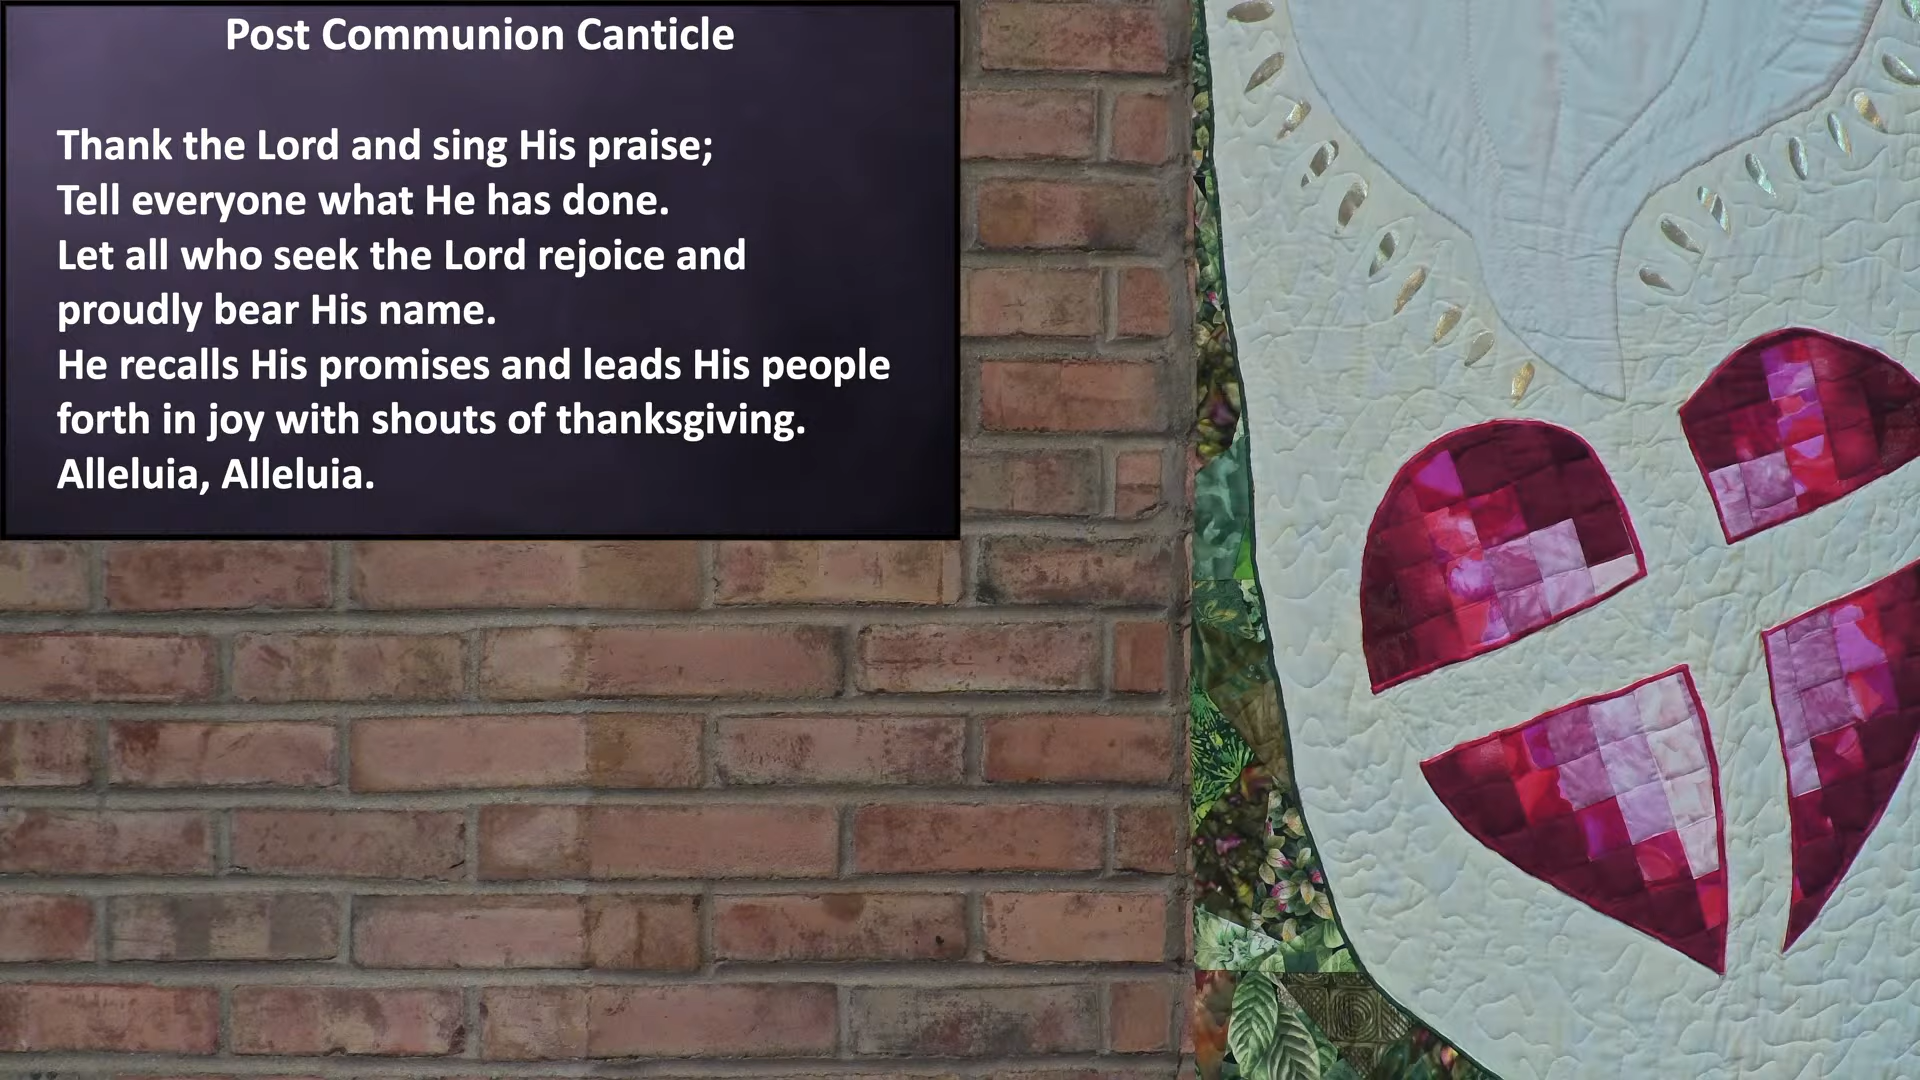 Post Communion Canticle
Thank the Lord and sing His praise;
Tell everyone what He has done.
Let all who seek the Lord rejoice and
proudly bear His name.
He recalls His promises and leads His people
forth in joy with shouts of thanksgiving.
Alleluia, Alleluia.